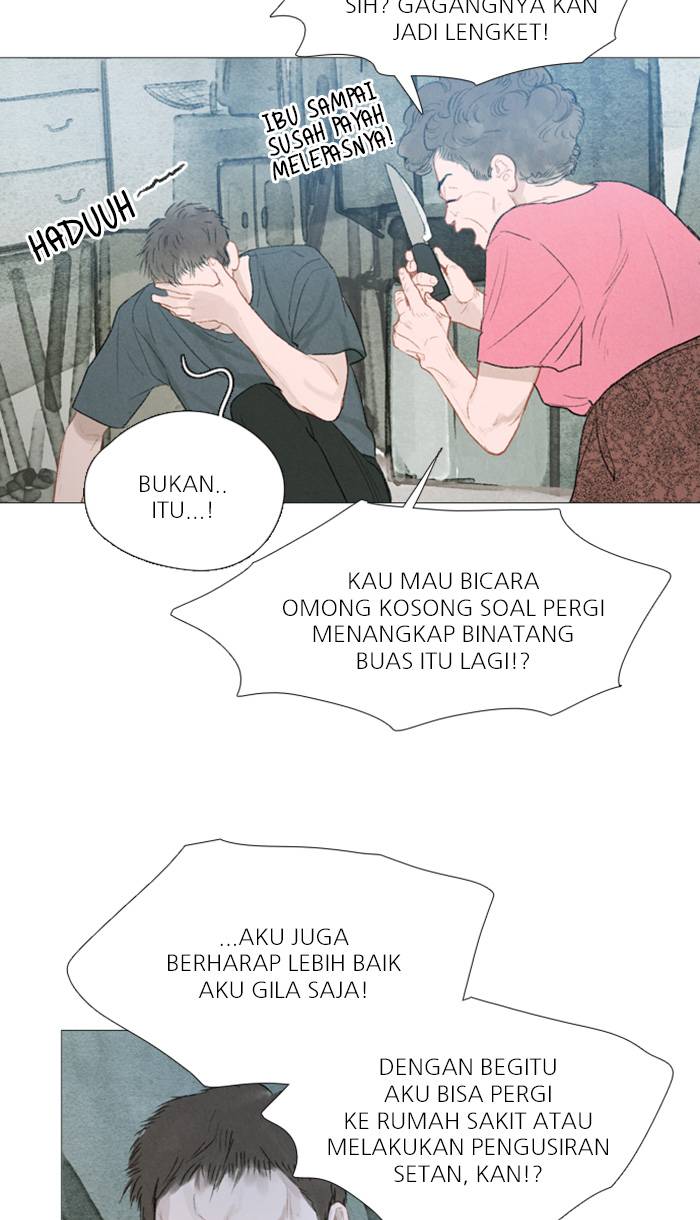 SIH? GAGANGNYA KAN
JADI LENGKET!
IBU SAMPAI
SUSAH PAYAH
MELEPASNYA!
HADUUH
BUKAN..
ITU...!
KAU MAU BICARA
OMONG KOSONG SOAL PERGI
MENANGKAP BINATANG
BUAS ITU LAGI!?
...AKU JUGA
BERHARAP LEBIH BAIK
AKU GILA SAJA!
DENGAN BEGITU
AKU BISA PERGI
KE RUMAH SAKIT ATAU
MELAKUKAN PENGUSIRAN
SETAN, KAN!?